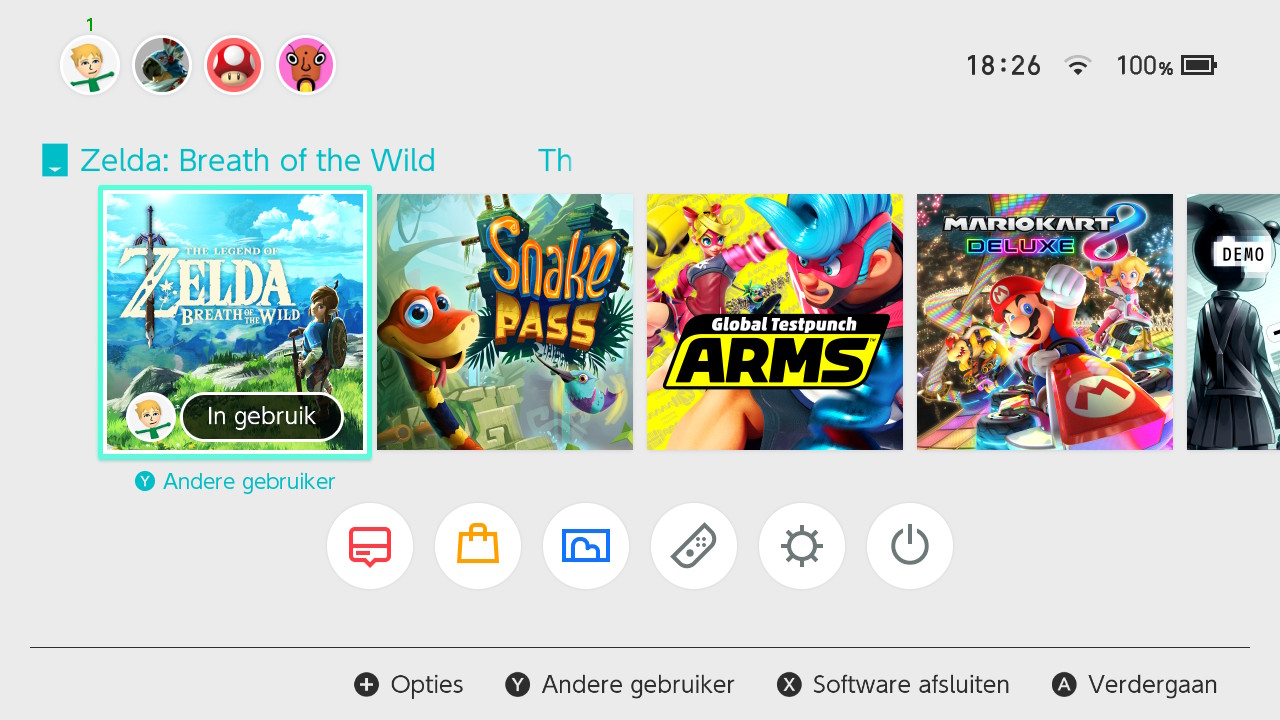 1
18:26 100%
Zelda: Breath of the Wild Th
THE LEGEND OF
ZELDA
BREATH OF THE WILD
In gebruik
Snake
PASS
Global Testpunch
ARMS™
MARIOKART 8
DELUXE
DEMO
Y Andere gebruiker
+ Opties Y Andere gebruiker X Software afsluiten A Verdergaan